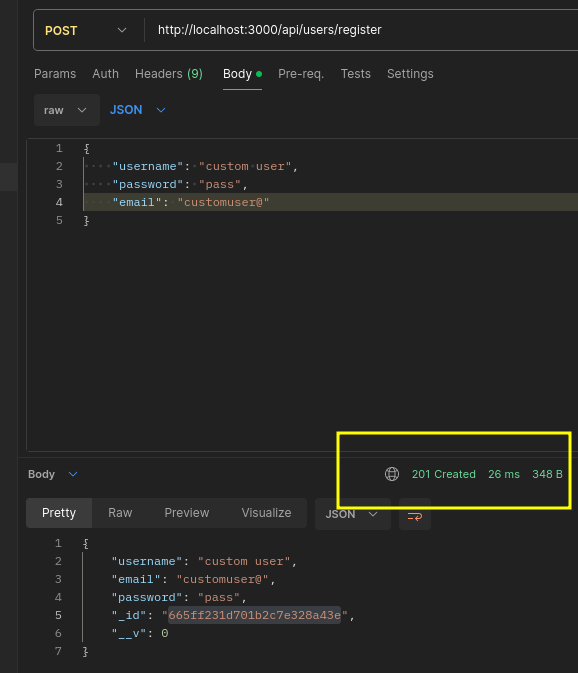 POST http://localhost:3000/api/users/register
Params Auth Headers (9) Body Pre-req. Tests Settings
raw JSON
1 {
2 "username": "custom user",
3 "password": "pass",
4 "email": "customuser@"
5 }
Body 201 Created 26 ms 348 B
Pretty Raw Preview Visualize JSON
1 {
2 "username": "custom user",
3 "email": "customuser@",
4 "password": "pass",
5 "_id": "665ff231d701b2c7e328a43e",
6 "__v": 0
7 }